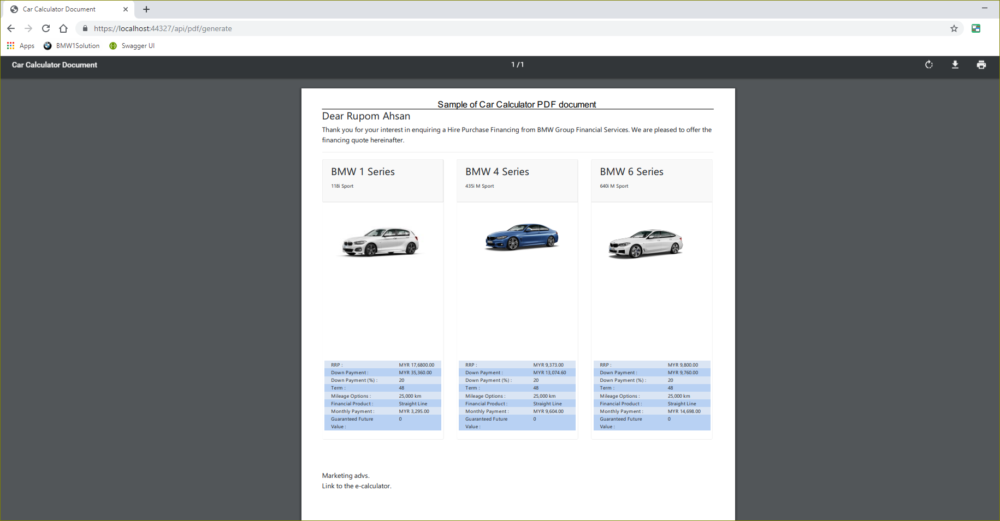 Car Calculator Document
https://localhost:44327/api/pdf/generate
Apps BMW1Solution Swagger UI
Car Calculator Document 1 / 1
Sample of Car Calculator PDF document
Dear Rupom Ahsan
Thank you for your interest in enquiring a Hire Purchase Financing from BMW Group Financial Services. We are pleased to offer the
financing quote hereinafter.
BMW 1 Series
118i Sport
RRP : MYR 17,6800.00
Down Payment : MYR 35,360.00
Down Payment (%) : 20
Term : 48
Mileage Options : 25,000 km
Financial Product : Straight Line
Monthly Payment : MYR 3,295.00
Guaranteed Future 0
Value :
BMW 4 Series
435i M Sport
RRP : MYR 9,373.00
Down Payment : MYR 13,074.60
Down Payment (%) : 20
Term : 48
Mileage Options : 25,000 km
Financial Product : Straight Line
Monthly Payment : MYR 9,604.00
Guaranteed Future 0
Value :
BMW 6 Series
640i M Sport
RRP : MYR 9,800.00
Down Payment : MYR 9,760.00
Down Payment (%) : 20
Term : 48
Mileage Options : 25,000 km
Financial Product : Straight Line
Monthly Payment : MYR 14,698.00
Guaranteed Future 0
Value :
Marketing advs.
Link to the e-calculator.